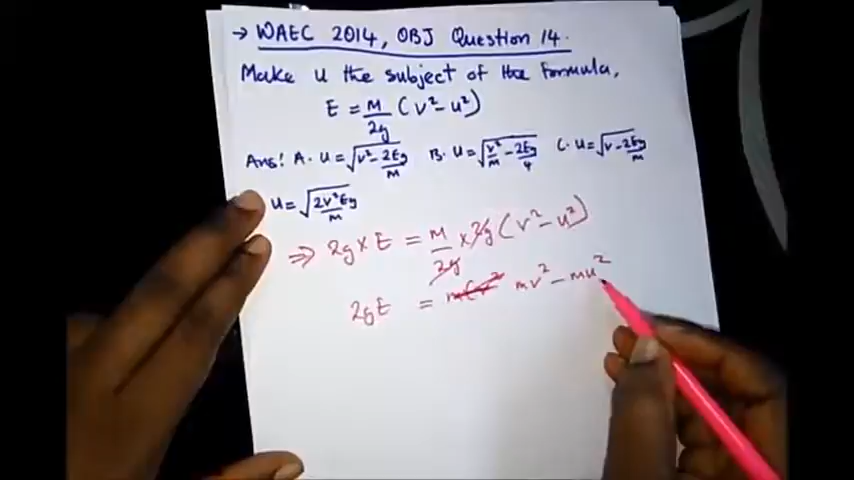 → WAEC 2014, OBJ Question 14
Make u the subject of the formula,
E = M/2g (v² - u²)
Ans: A. u = √(v² - 2Eg/M) B. u = √(v²/M - 2Eg/4) C. u = √(v - 2Eg/M)
u = √(2v²Eg/M)
⇒ 2g × E = M/2g × 2g (v² - u²)
2gE = m(v² mv² - mu²